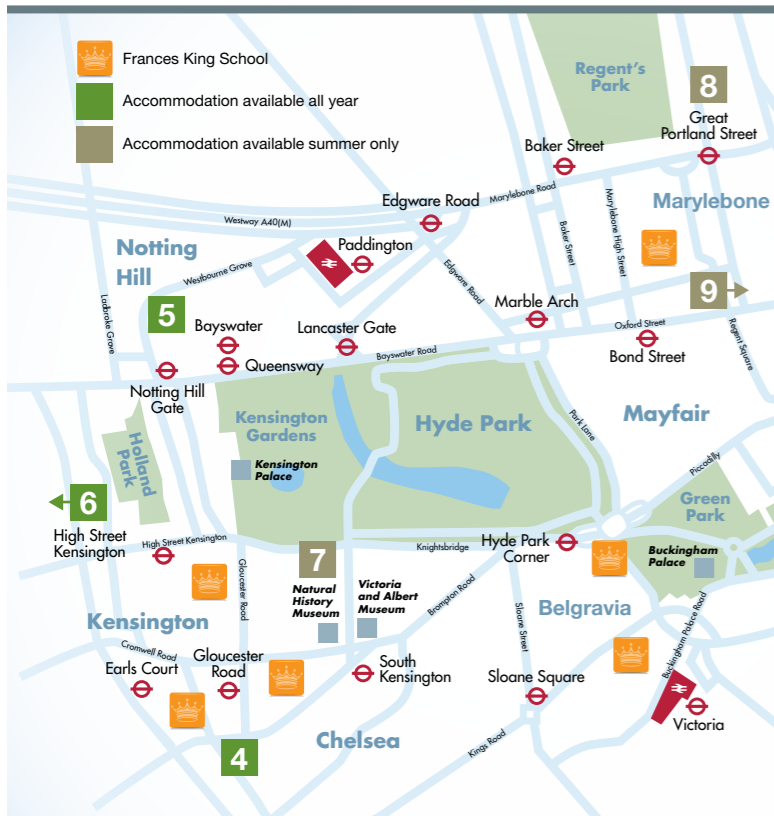 Frances King School
Accommodation available all year
Accommodation available summer only
Regent's
Park
8
Great
Portland Street
Baker Street
Marylebone Road
Edgware Road
Marylebone
Westway A40(M)
Baker Street
Marylebone High Street
Notting
Hill
Paddington
Westbourne Grove
Edgware Road
9
Ladbrake Grove
5
Marble Arch
Bayswater
Lancaster Gate
Oxford Street
Regent Square
Bayswater Road
Bond Street
Queensway
Notting Hill
Gate
Kensington
Gardens
Hyde Park
Park Lane
Mayfair
Holland
Park
Kensington
Palace
Piccadilly
Green
Park
6
High Street
Kensington
High Street Kensington
7
Knightsbridge
Hyde Park
Corner
Buckingham
Palace
Gloucester Road
Natural
History
Museum
Victoria
and Albert
Museum
Brompton Road
Sloane Street
Belgravia
Buckingham Palace Road
Kensington
Cromwell Road
Earls Court
Gloucester
Road
South
Kensington
Sloane Square
Victoria
Chelsea
Kings Road
4